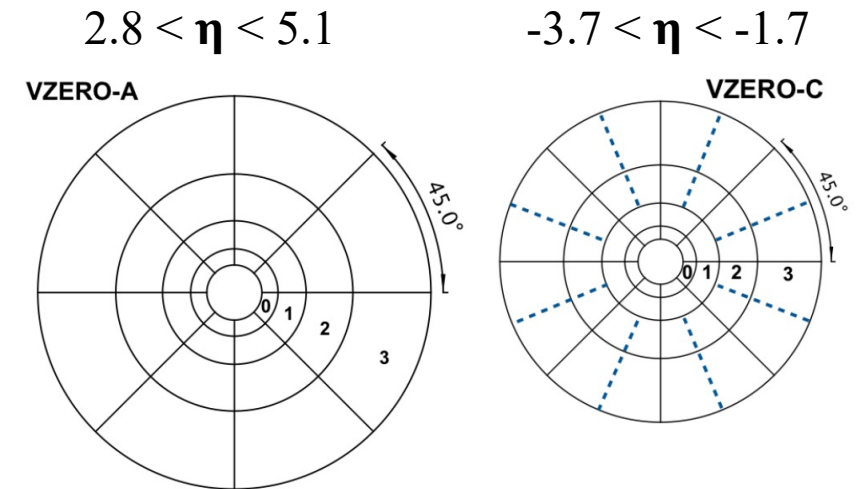 2.8 < η < 5.1
-3.7 < η < -1.7
VZERO-A
VZERO-C
45.0°
45.0°
0 1 2 3
0 1 2 3